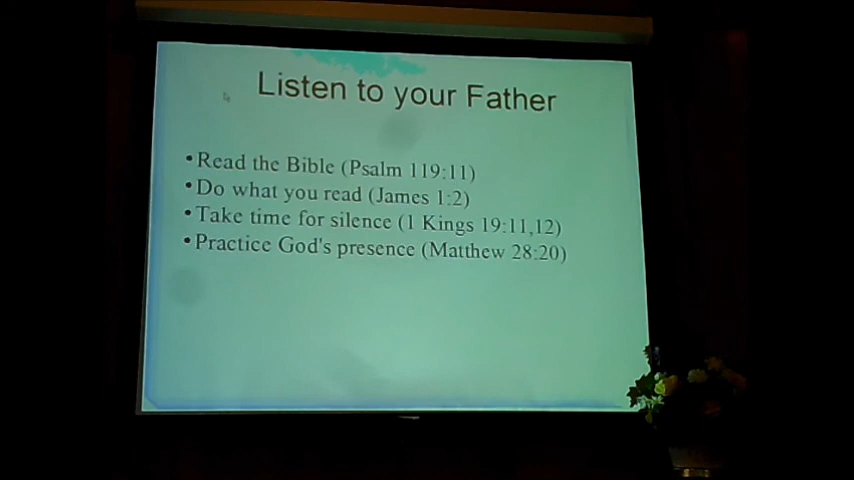 Listen to your Father
•Read the Bible (Psalm 119:11)
•Do what you read (James 1:2)
•Take time for silence (1 Kings 19:11,12)
•Practice God's presence (Matthew 28:20)